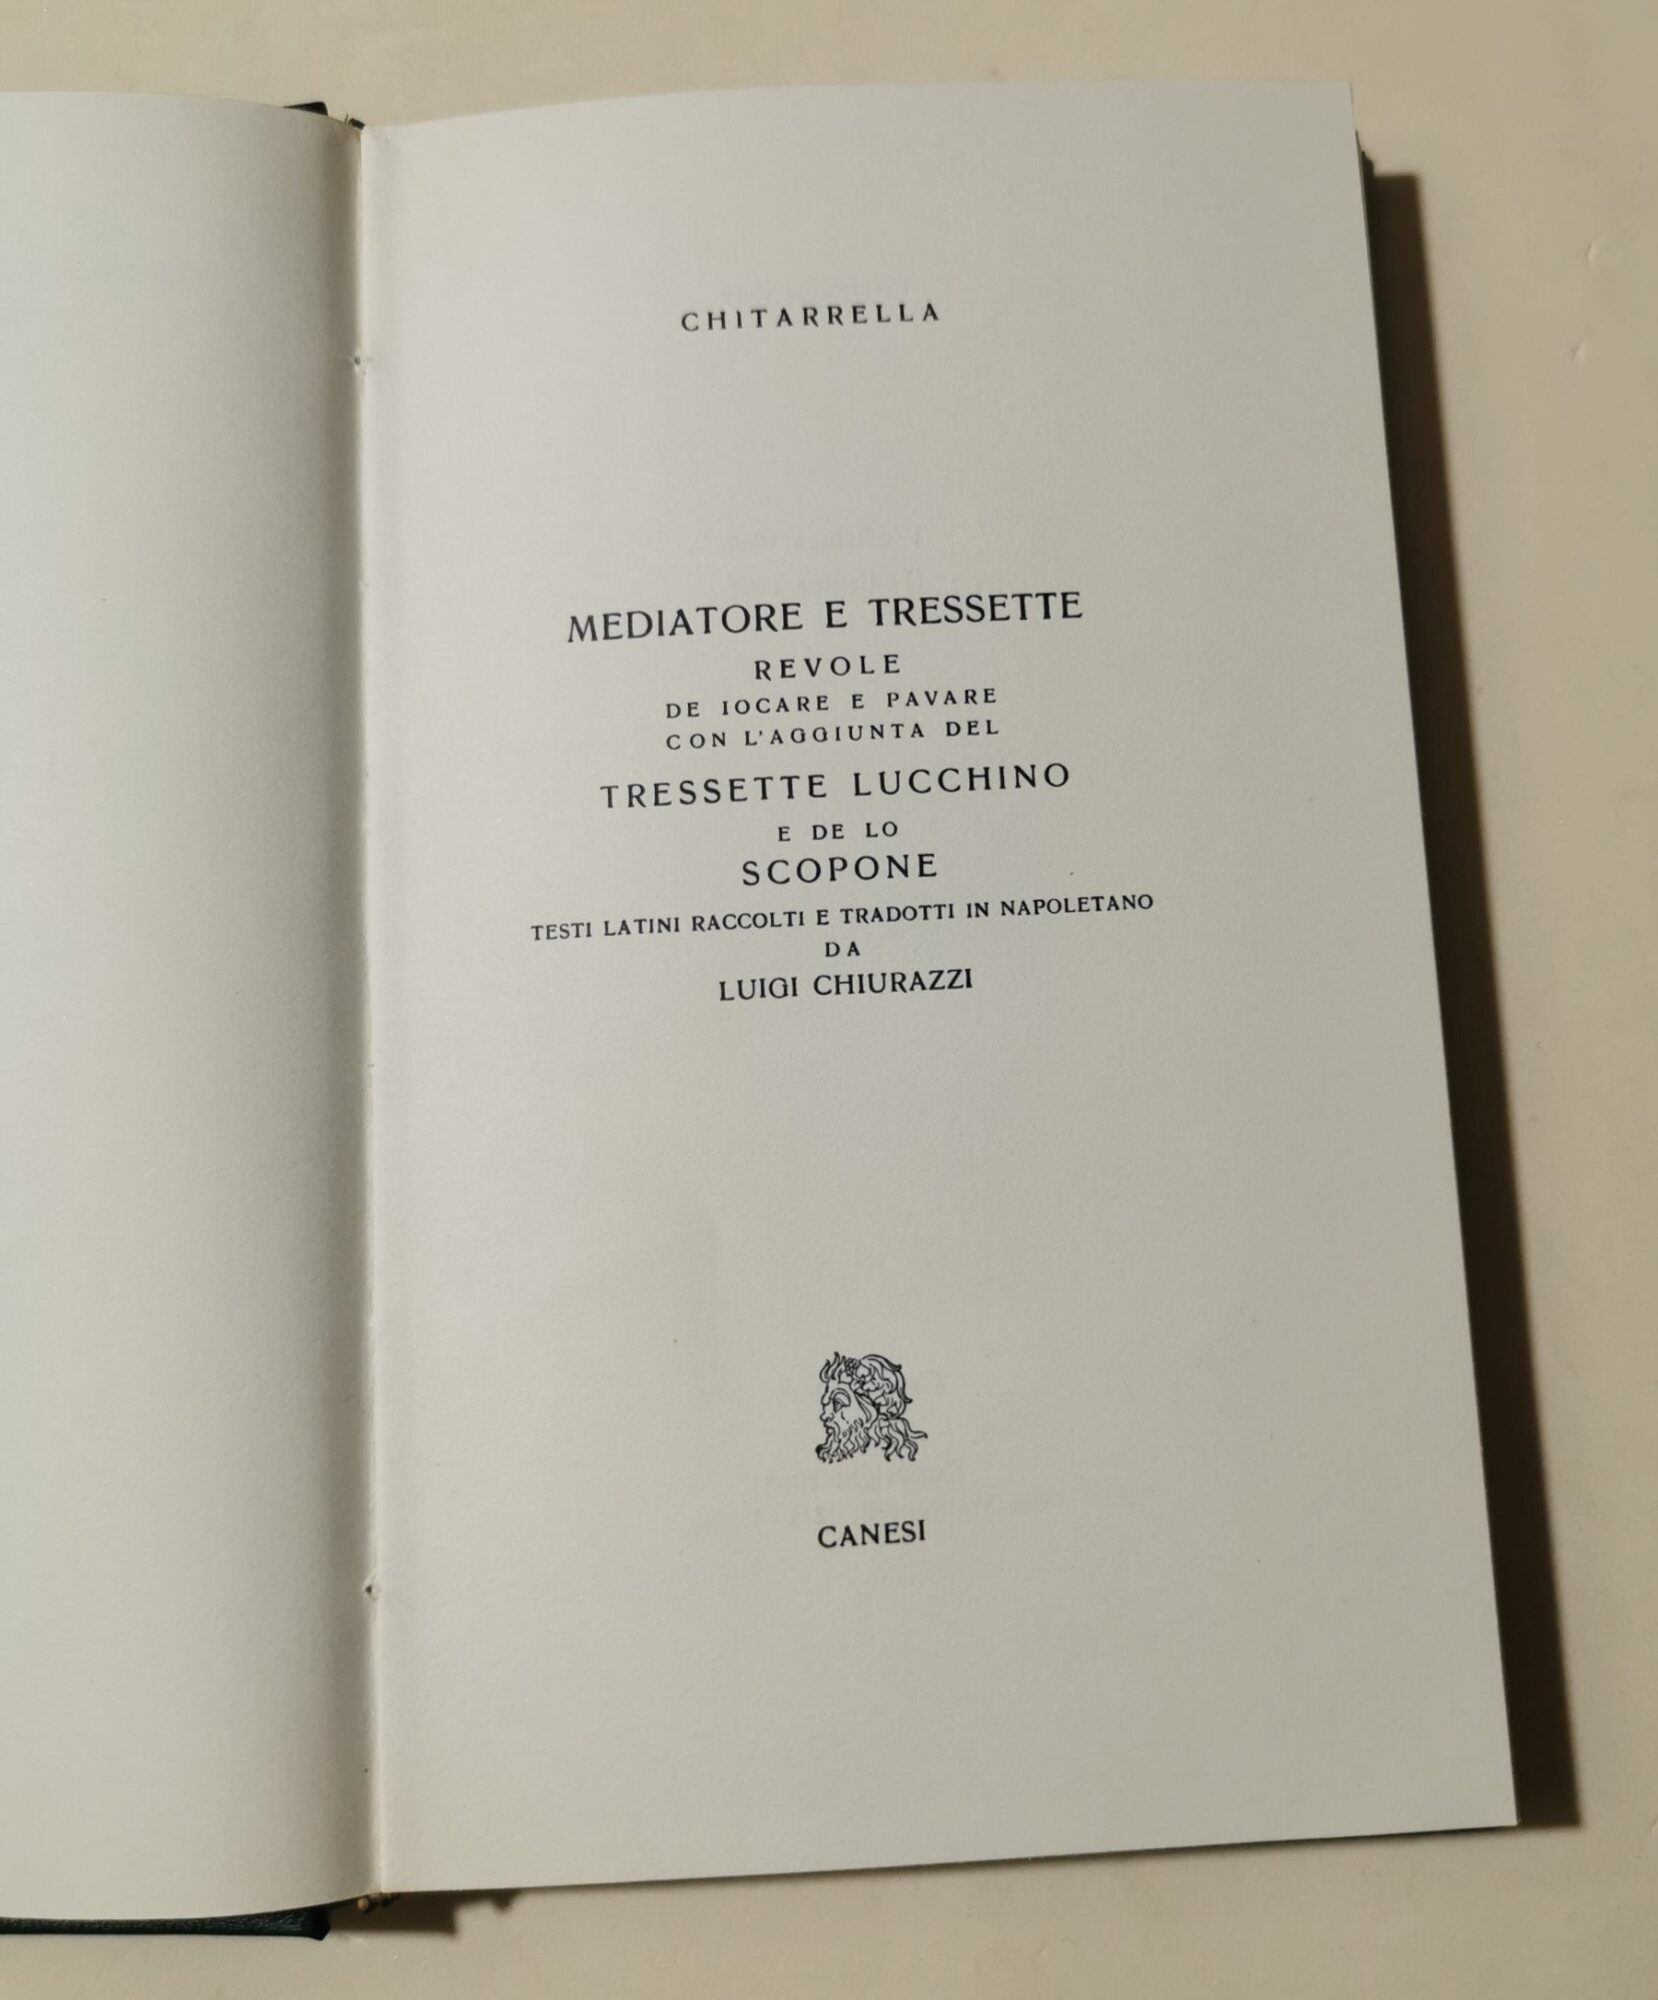 CHITARRELLA
MEDIATORE E TRESSETTE
REVOLE
DE IOCARE E PAVARE
CON L'AGGIUNTA DEL
TRESSETTE LUCCHINO
E DE LO
SCOPONE
TESTI LATINI RACCOLTI E TRADOTTI IN NAPOLETANO
DA
LUIGI CHIURAZZI
CANESI